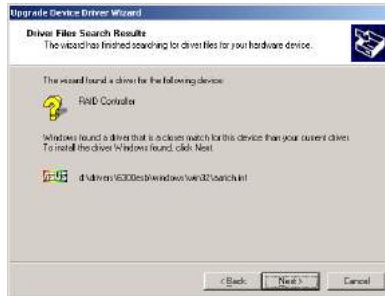 Upgrade Device Driver Wizard
Driver Files Search Results
The wizard has finished searching for driver files for your hardware device.
The wizard found a driver for the following device:
RAID Controller
Windows found a driver that is a closer match for this device than your current driver.
To install the driver Windows found, click Next.
d:\drivers\6300esb\windows\win32\aarich.inf
< Back
Next >
Cancel